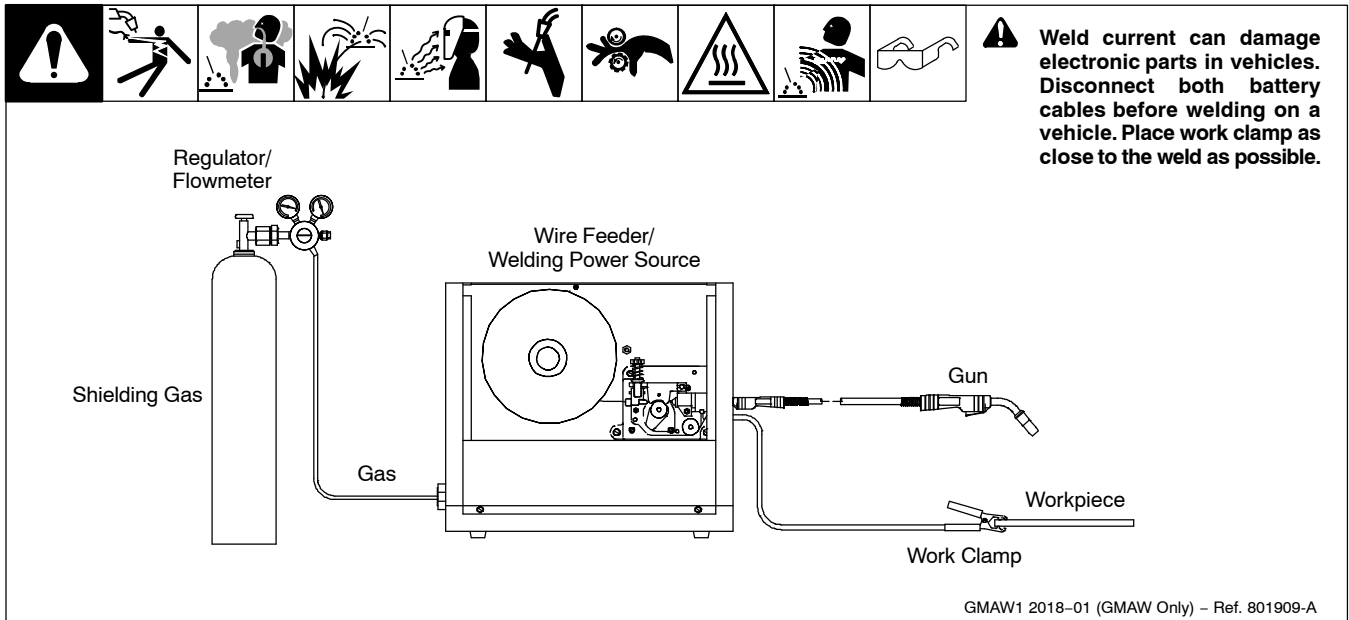 Weld current can damage
electronic parts in vehicles.
Disconnect both battery
cables before welding on a
vehicle. Place work clamp as
close to the weld as possible.
Regulator/
Flowmeter
Wire Feeder/
Welding Power Source
Shielding Gas
Gun
Gas
Workpiece
Work Clamp
GMAW1 2018−01 (GMAW Only) − Ref. 801909-A